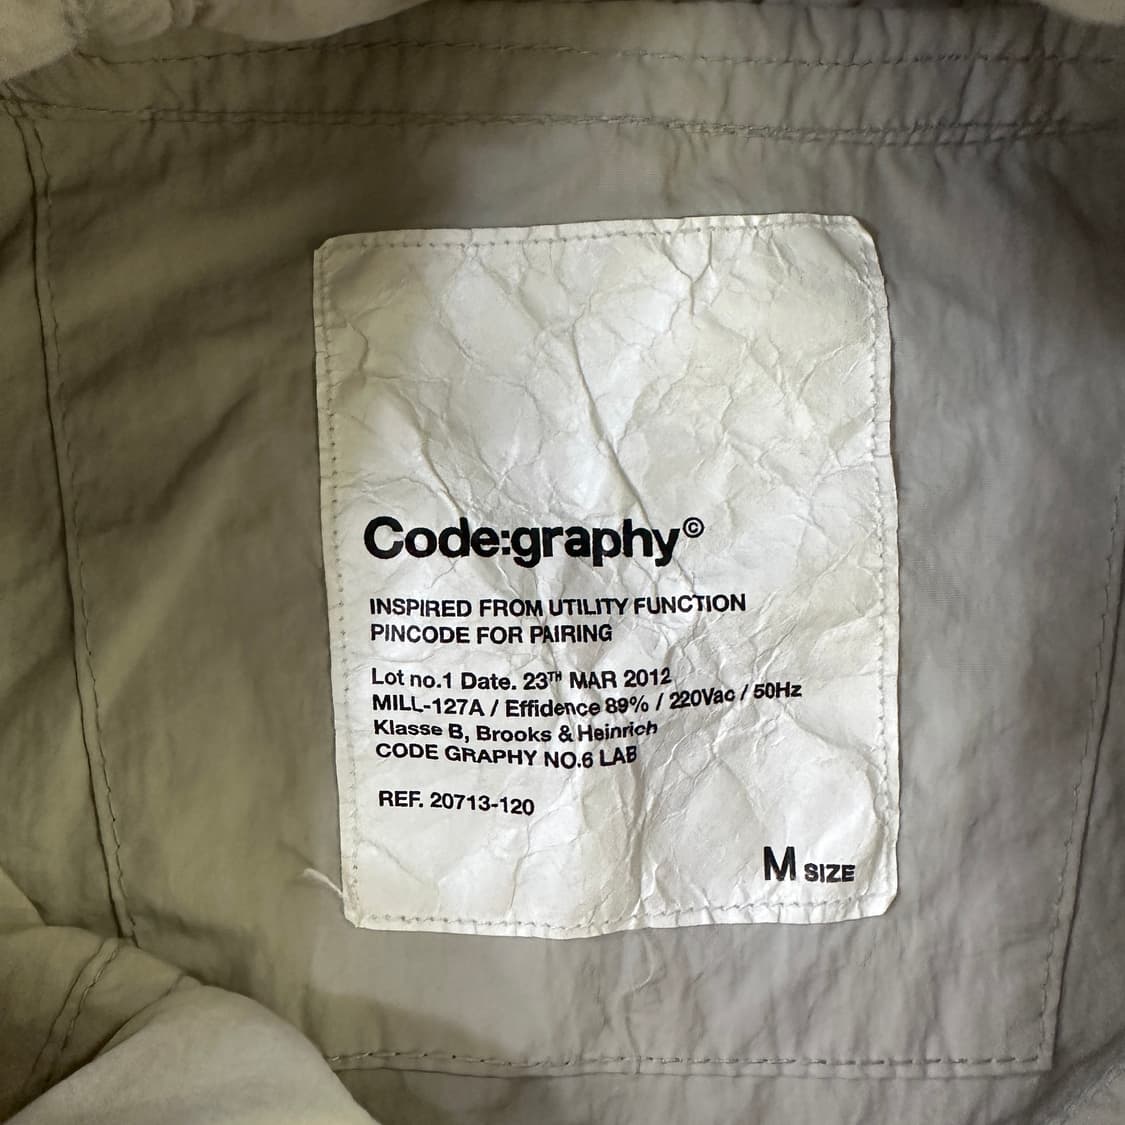 Code:graphy©
INSPIRED FROM UTILITY FUNCTION
PINCODE FOR PAIRING
Lot no.1 Date. 23TH MAR 2012
MILL-127A / Effidence 89% / 220Vac / 50Hz
Klasse B, Brooks & Heinrich
CODE GRAPHY NO.6 LAB
REF. 20713-120
M SIZE